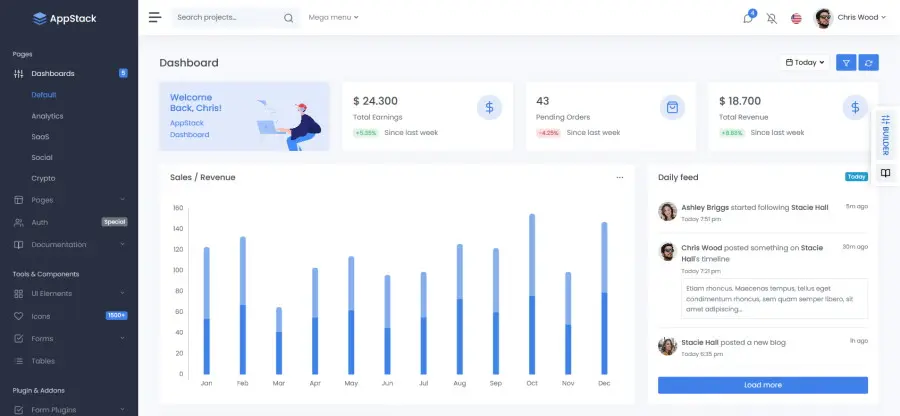 AppStack
Search projects...
Mega menu
4
Chris Wood
Pages
Dashboards
5
Default
Analytics
SaaS
Social
Crypto
Pages
Auth
Special
Documentation
Tools & Components
UI Elements
Icons
1500+
Forms
Tables
Plugin & Addons
Form Plugins
Dashboard
Today
Welcome
Back, Chris!
AppStack
Dashboard
$ 24.300
Total Earnings
+5.35% Since last week
43
Pending Orders
-4.25% Since last week
$ 18.700
Total Revenue
+8.65% Since last week
BUILDER
Sales / Revenue
160
140
120
100
80
60
40
20
0
Jan Feb Mar Apr May Jun Jul Aug Sep Oct Nov Dec
Daily feed
Today
Ashley Briggs started following Stacie Hall
5m ago
Today 7:51 pm
Chris Wood posted something on Stacie
30m ago
Hall's timeline
Today 7:21 pm
Etiam rhoncus. Maecenas tempus, tellus eget
condimentum rhoncus, sem quam semper libero, sit
amet adipiscing...
Stacie Hall posted a new blog
1h ago
Today 6:35 pm
Load more